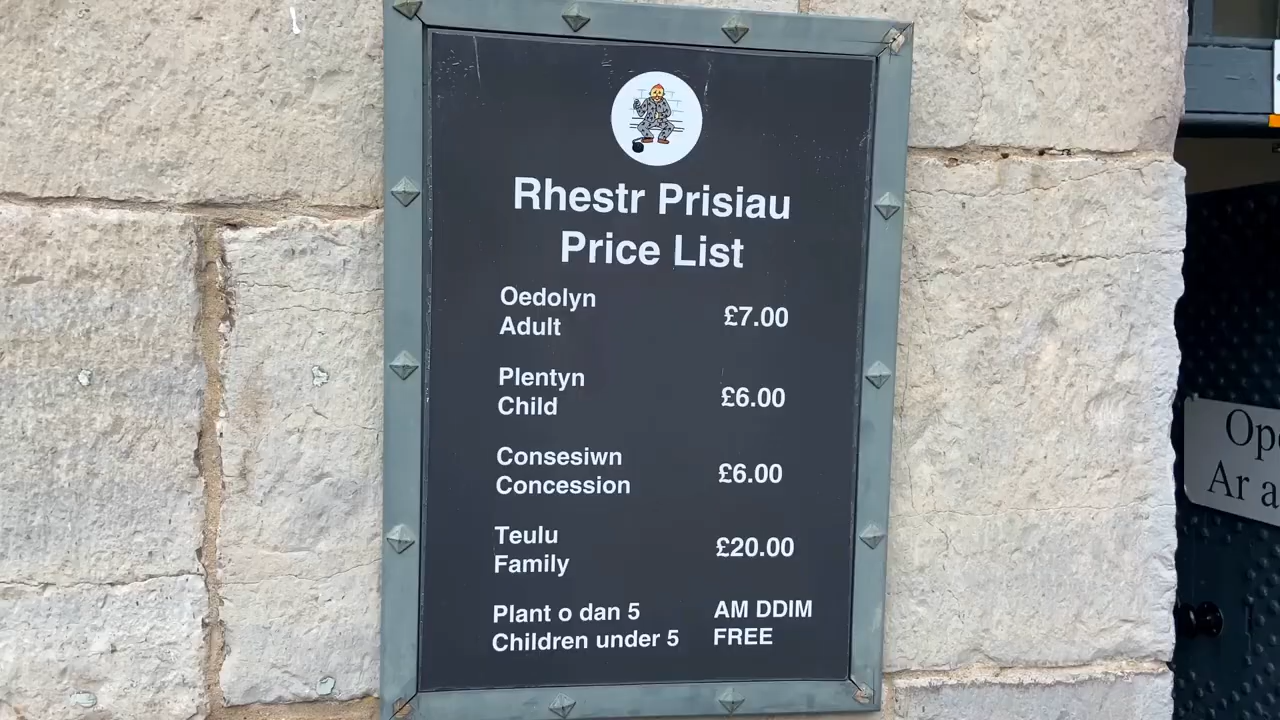 Rhestr Prisiau
Price List
Oedolyn
Adult
£7.00
Plentyn
Child
£6.00
Consesiwn
Concession
£6.00
Teulu
Family
£20.00
Plant o dan 5
Children under 5
AM DDIM
FREE
Ar